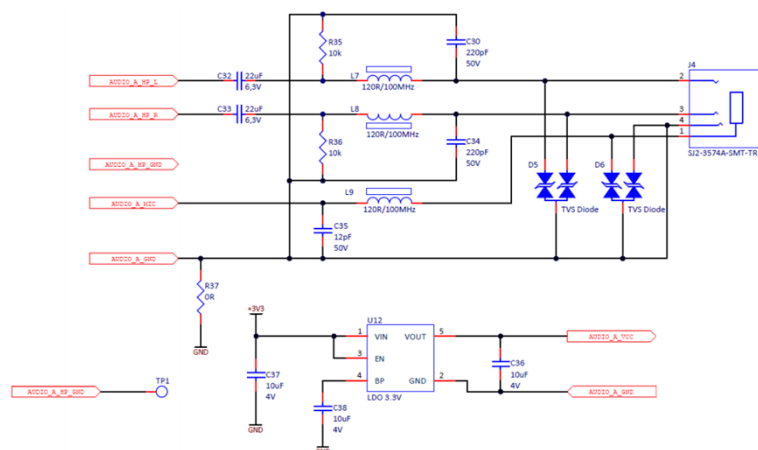 R35
10k
C30
220pF
50V
J4
AUDIO_A_HP_L
C32
22uF
6,3V
L7
120R/100MHz
2
AUDIO_A_HP_R
C33
22uF
6,3V
L8
120R/100MHz
3
4
1
SJ2-3574A-SMT-TR
R36
10k
C34
220pF
50V
AUDIO_A_HP_GND
D5
TVS Diode
D6
TVS Diode
AUDIO_A_MIC
L9
120R/100MHz
C35
12pF
50V
AUDIO_A_GND
R37
0R
GND
+3V3
U12
1
VIN
VOUT
5
AUDIO_A_VCC
3
EN
4
BP
GND
2
LDO 3.3V
C37
10uF
4V
GND
C38
10uF
4V
GND
C36
10uF
4V
AUDIO_A_GND
AUDIO_A_HP_GND
TP1